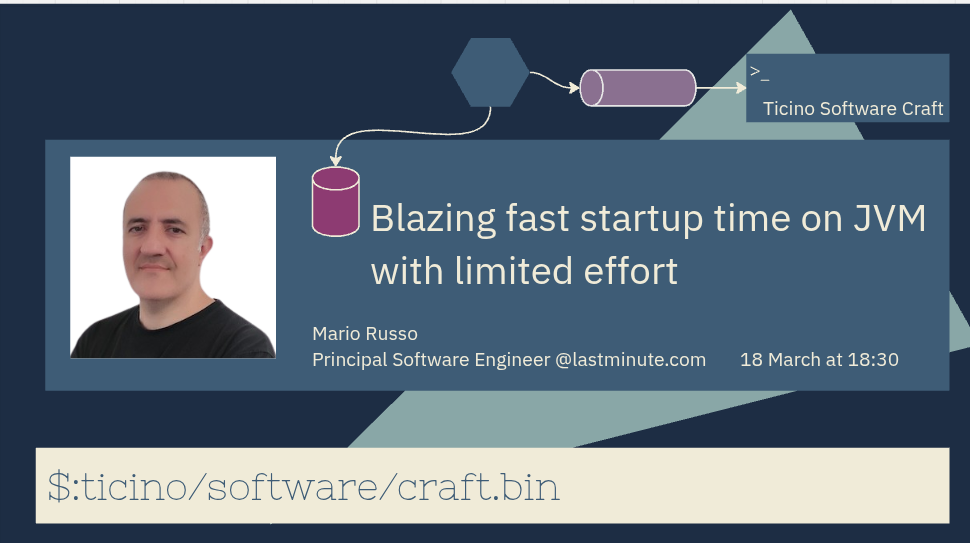 >_
Ticino Software Craft
Blazing fast startup time on JVM
with limited effort
Mario Russo
Principal Software Engineer @lastminute.com
18 March at 18:30
$:ticino/software/craft.bin